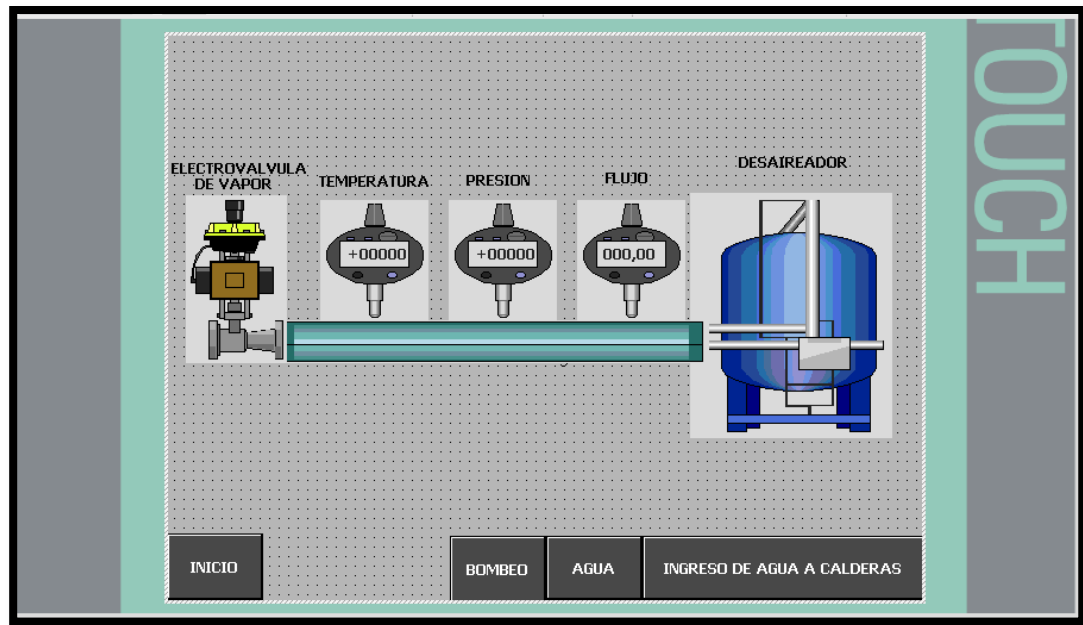 TOUCH
DESAIREADOR
ELECTROVALVULA
DE VAPOR
TEMPERATURA
PRESION
FLUJO
+00000
+00000
000,00
INICIO
BOMBEO
AGUA
INGRESO DE AGUA A CALDERAS